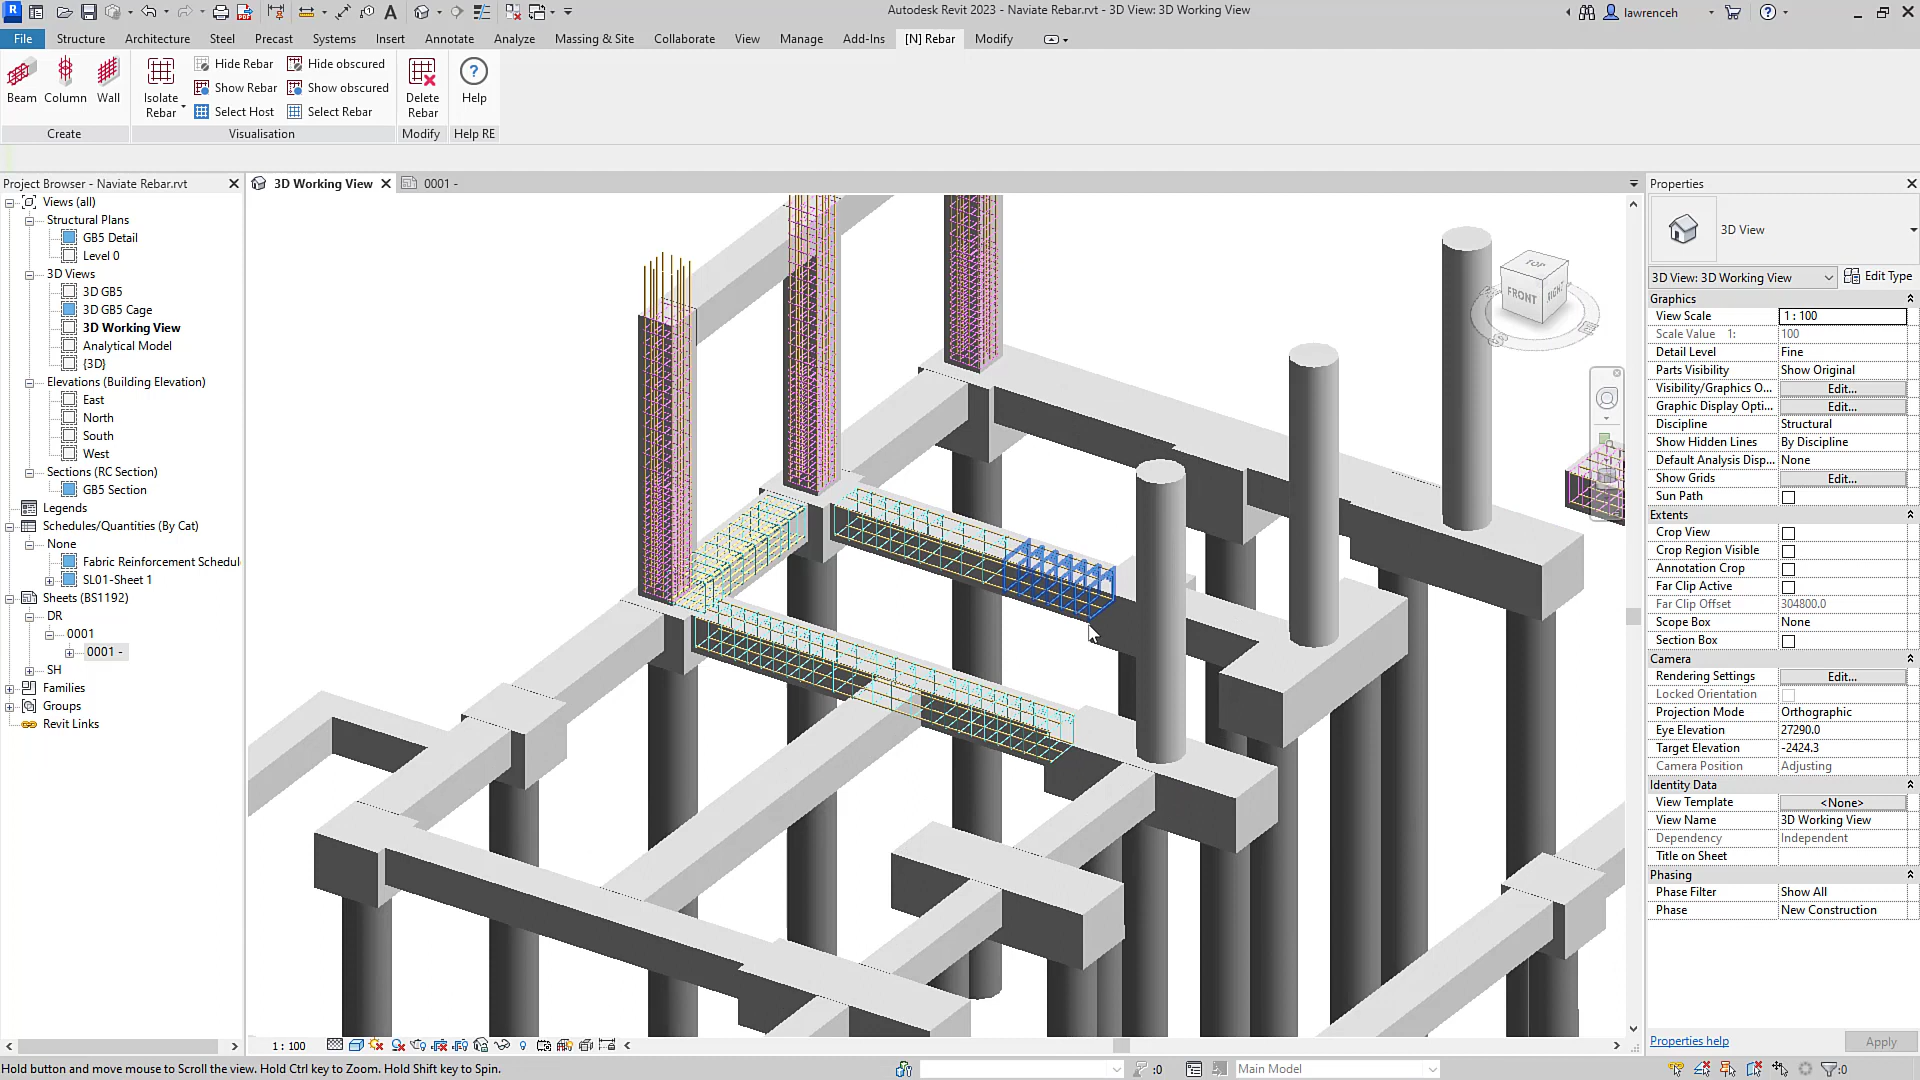 Autodesk Revit 2023 - Naviate Rebar.rvt - 3D View: 3D Working View
lawrenceh
File
Structure
Architecture
Steel
Precast
Systems
Insert
Annotate
Analyze
Massing & Site
Collaborate
View
Manage
Add-Ins
[N] Rebar
Modify
Beam
Column
Wall
Isolate
Rebar
Hide Rebar
Show Rebar
Select Host
Hide obscured
Show obscured
Select Rebar
Delete
Rebar
Help
Create
Visualisation
Modify
Help RE
Project Browser - Naviate Rebar.rvt
Views (all)
Structural Plans
GB5 Detail
Level 0
3D Views
3D GB5
3D GB5 Cage
3D Working View
Analytical Model
{3D}
Elevations (Building Elevation)
East
North
South
West
Sections (RC Section)
GB5 Section
Legends
Schedules/Quantities (By Cat)
None
Fabric Reinforcement Schedul
SL01-Sheet 1
Sheets (BS1192)
DR
0001
0001 -
SH
Families
Groups
Revit Links
3D Working View
0001 -
TOP
FRONT
RIGHT
Properties
3D View
3D View: 3D Working View
Edit Type
Graphics
View Scale
1 : 100
Scale Value 1:
100
Detail Level
Fine
Parts Visibility
Show Original
Visibility/Graphics O...
Edit...
Graphic Display Opti...
Edit...
Discipline
Structural
Show Hidden Lines
By Discipline
Default Analysis Disp...
None
Show Grids
Edit...
Sun Path
Extents
Crop View
Crop Region Visible
Annotation Crop
Far Clip Active
Far Clip Offset
304800.0
Scope Box
None
Section Box
Camera
Rendering Settings
Edit...
Locked Orientation
Projection Mode
Orthographic
Eye Elevation
27290.0
Target Elevation
-2424.3
Camera Position
Adjusting
Identity Data
View Template
<None>
View Name
3D Working View
Dependency
Independent
Title on Sheet
Phasing
Phase Filter
Show All
Phase
New Construction
Properties help
Apply
1 : 100
Hold button and move mouse to Scroll the view. Hold Ctrl key to Zoom. Hold Shift key to Spin.
:0
Main Model
:0